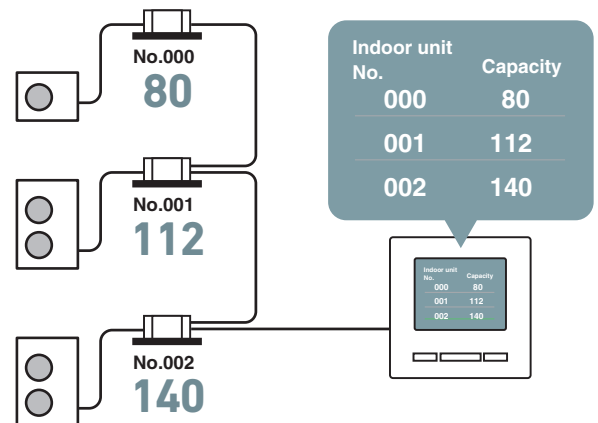 No.000
80
No.001
112
No.002
140
Indoor unit
No. Capacity
000 80
001 112
002 140
Indoor unit
No. Capacity
000 80
001 112
002 140